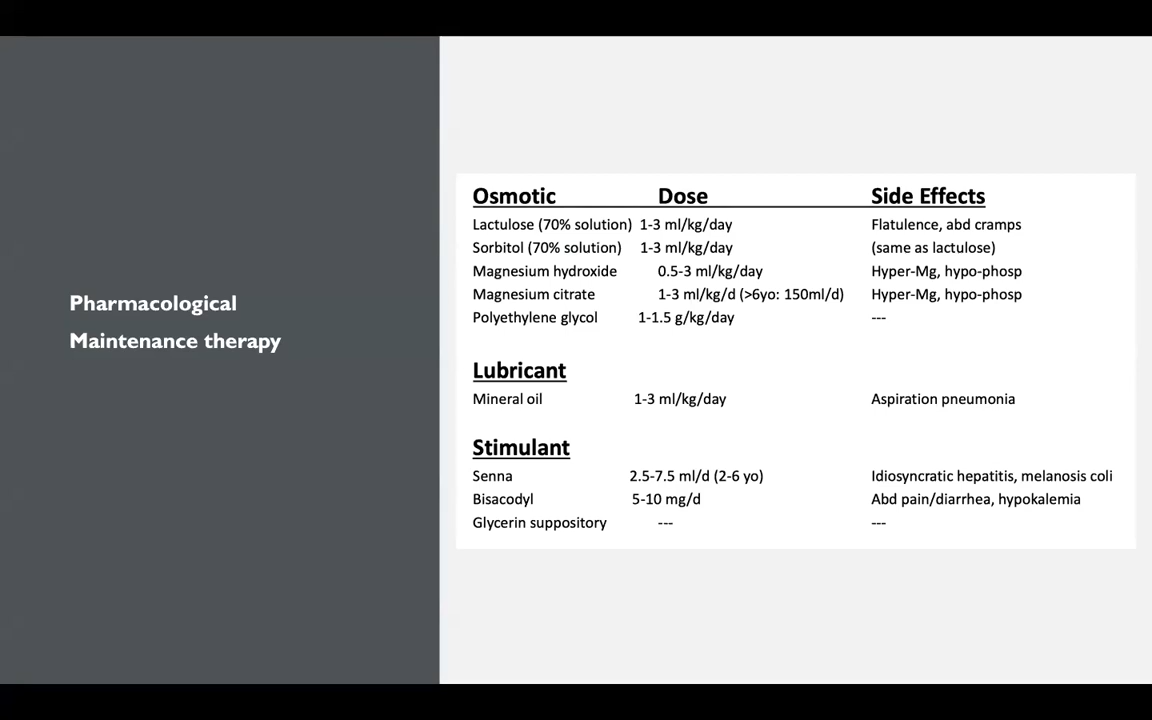 Pharmacological
Maintenance therapy
Osmotic Dose Side Effects
Lactulose (70% solution) 1-3 ml/kg/day Flatulence, abd cramps
Sorbitol (70% solution) 1-3 ml/kg/day (same as lactulose)
Magnesium hydroxide 0.5-3 ml/kg/day Hyper-Mg, hypo-phosp
Magnesium citrate 1-3 ml/kg/d (>6yo: 150ml/d) Hyper-Mg, hypo-phosp
Polyethylene glycol 1-1.5 g/kg/day ---
Lubricant
Mineral oil 1-3 ml/kg/day Aspiration pneumonia
Stimulant
Senna 2.5-7.5 ml/d (2-6 yo) Idiosyncratic hepatitis, melanosis coli
Bisacodyl 5-10 mg/d Abd pain/diarrhea, hypokalemia
Glycerin suppository --- ---